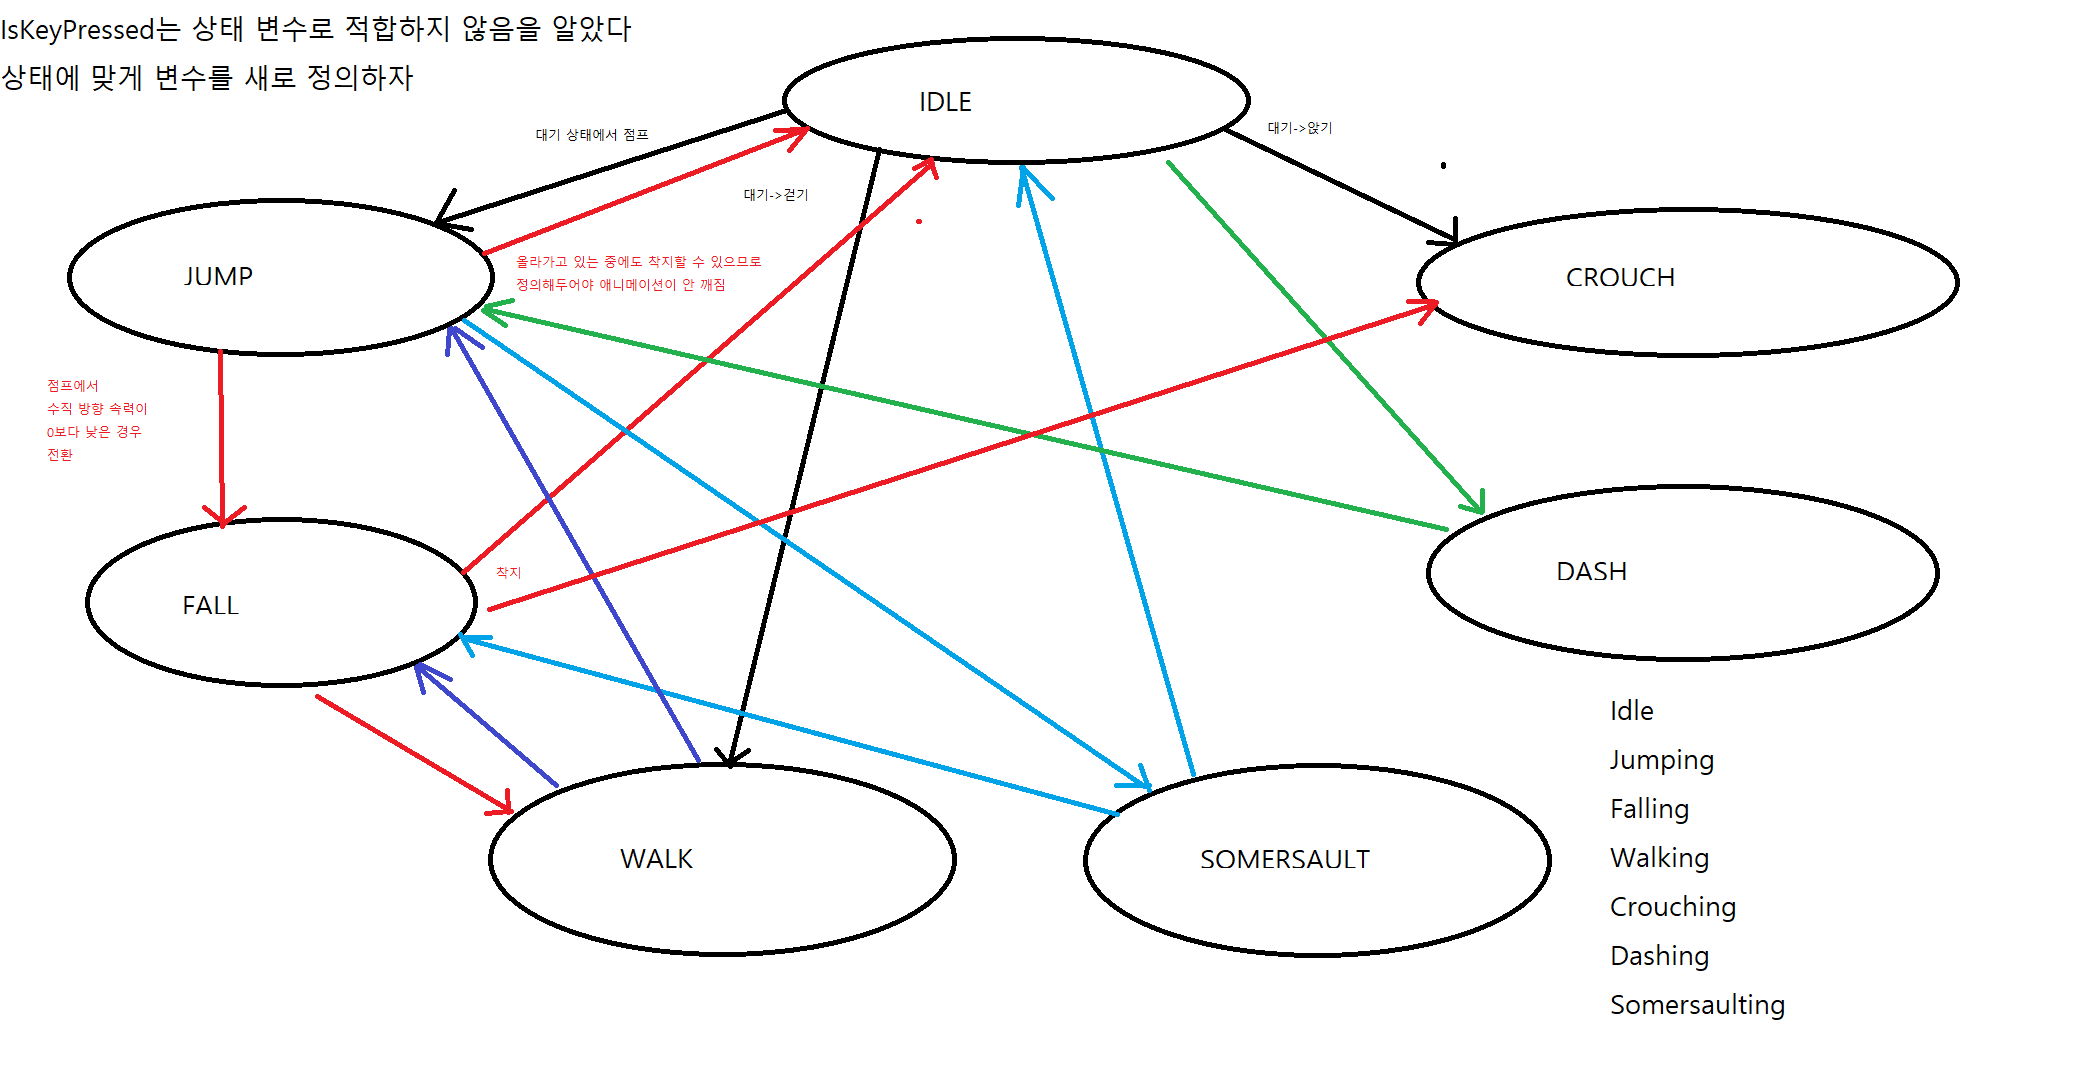 IsKeyPressed는 상태 변수로 적합하지 않음을 알았다
상태에 맞게 변수를 새로 정의하자
IDLE
대기 상태에서 점프
대기->앉기
대기->걷기
JUMP
올라가고 있는 중에도 착지할 수 있으므로
정의해두어야 애니메이션이 안 깨짐
CROUCH
점프에서
수직 방향 속력이
0보다 낮은 경우
전환
착지
FALL
DASH
WALK
SOMERSAULT
Idle
Jumping
Falling
Walking
Crouching
Dashing
Somersaulting